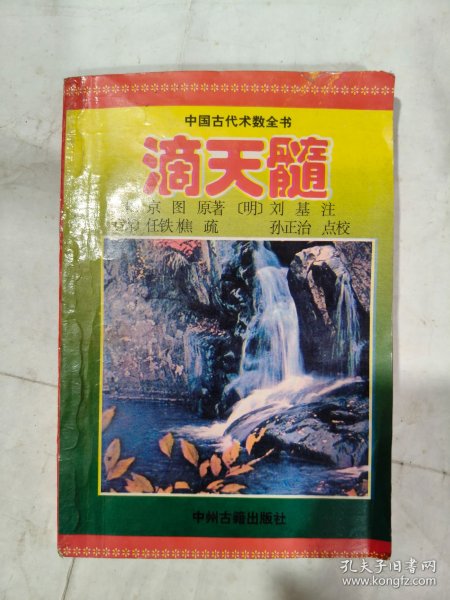 中国古代术数全书
滴天髓
京图 原著 〔明〕刘基 注
任铁樵 疏 孙正治 点校
中州古籍出版社
孔夫子旧书网
www.kongfz.com